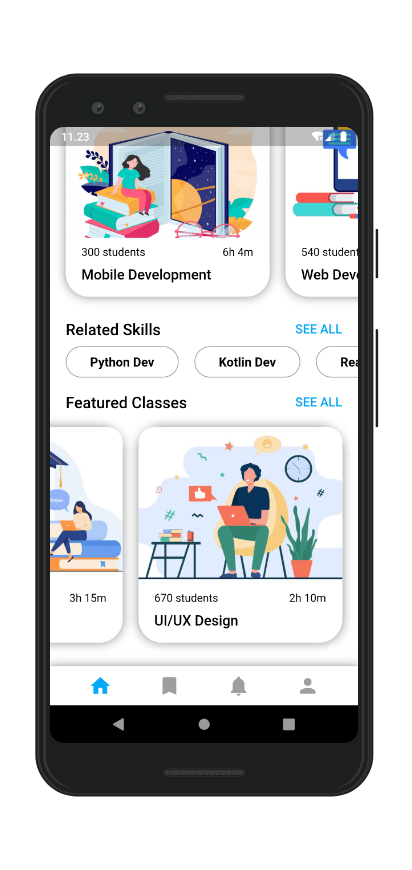 11.23
300 students 6h 4m 540 student
Mobile Development Web Deve
Related Skills SEE ALL
Python Dev Kotlin Dev Rea
Featured Classes SEE ALL
3h 15m 670 students 2h 10m
UI/UX Design